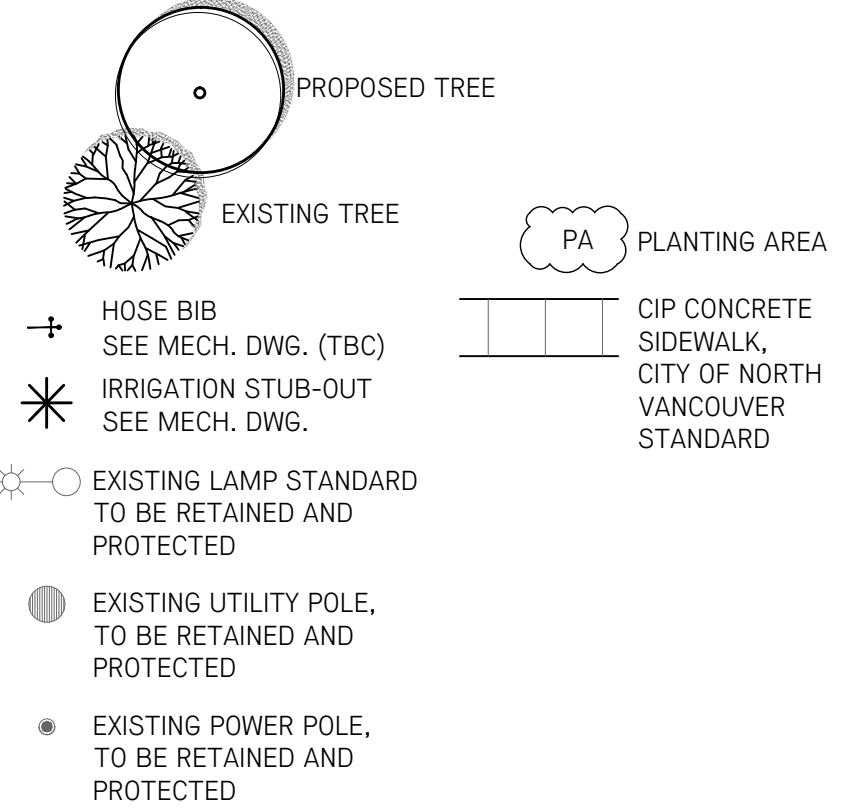 PROPOSED TREE
EXISTING TREE
HOSE BIB
SEE MECH. DWG. (TBC)
IRRIGATION STUB-OUT
SEE MECH. DWG.
EXISTING LAMP STANDARD
TO BE RETAINED AND
PROTECTED
EXISTING UTILITY POLE,
TO BE RETAINED AND
PROTECTED
EXISTING POWER POLE,
TO BE RETAINED AND
PROTECTED
PA
PLANTING AREA
CIP CONCRETE
SIDEWALK,
CITY OF NORTH
VANCOUVER
STANDARD